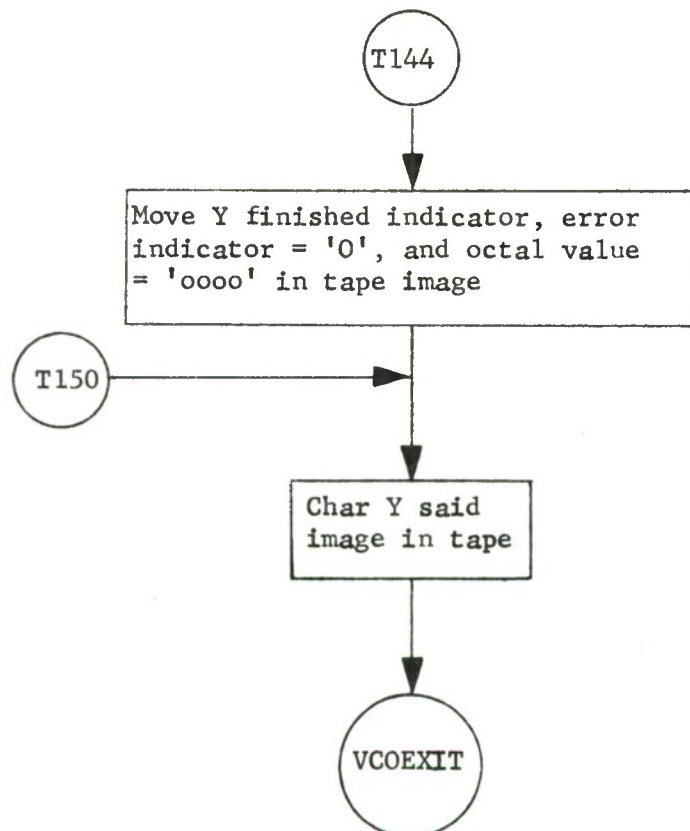 T144
Move Y finished indicator, error
indicator = '0', and octal value
= 'oooo' in tape image
T150
Char Y said
image in tape
VCOEXIT